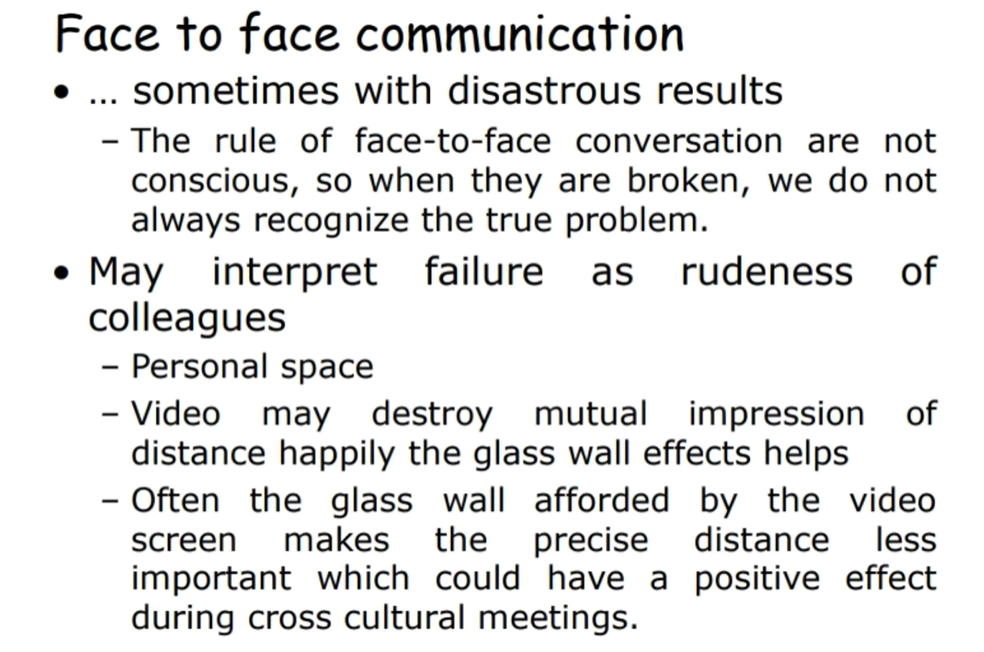 Face to face communication
• ... sometimes with disastrous results
– The rule of face-to-face conversation are not
conscious, so when they are broken, we do not
always recognize the true problem.
• May interpret failure as rudeness of
colleagues
– Personal space
– Video may destroy mutual impression of
distance happily the glass wall effects helps
– Often the glass wall afforded by the video
screen makes the precise distance less
important which could have a positive effect
during cross cultural meetings.